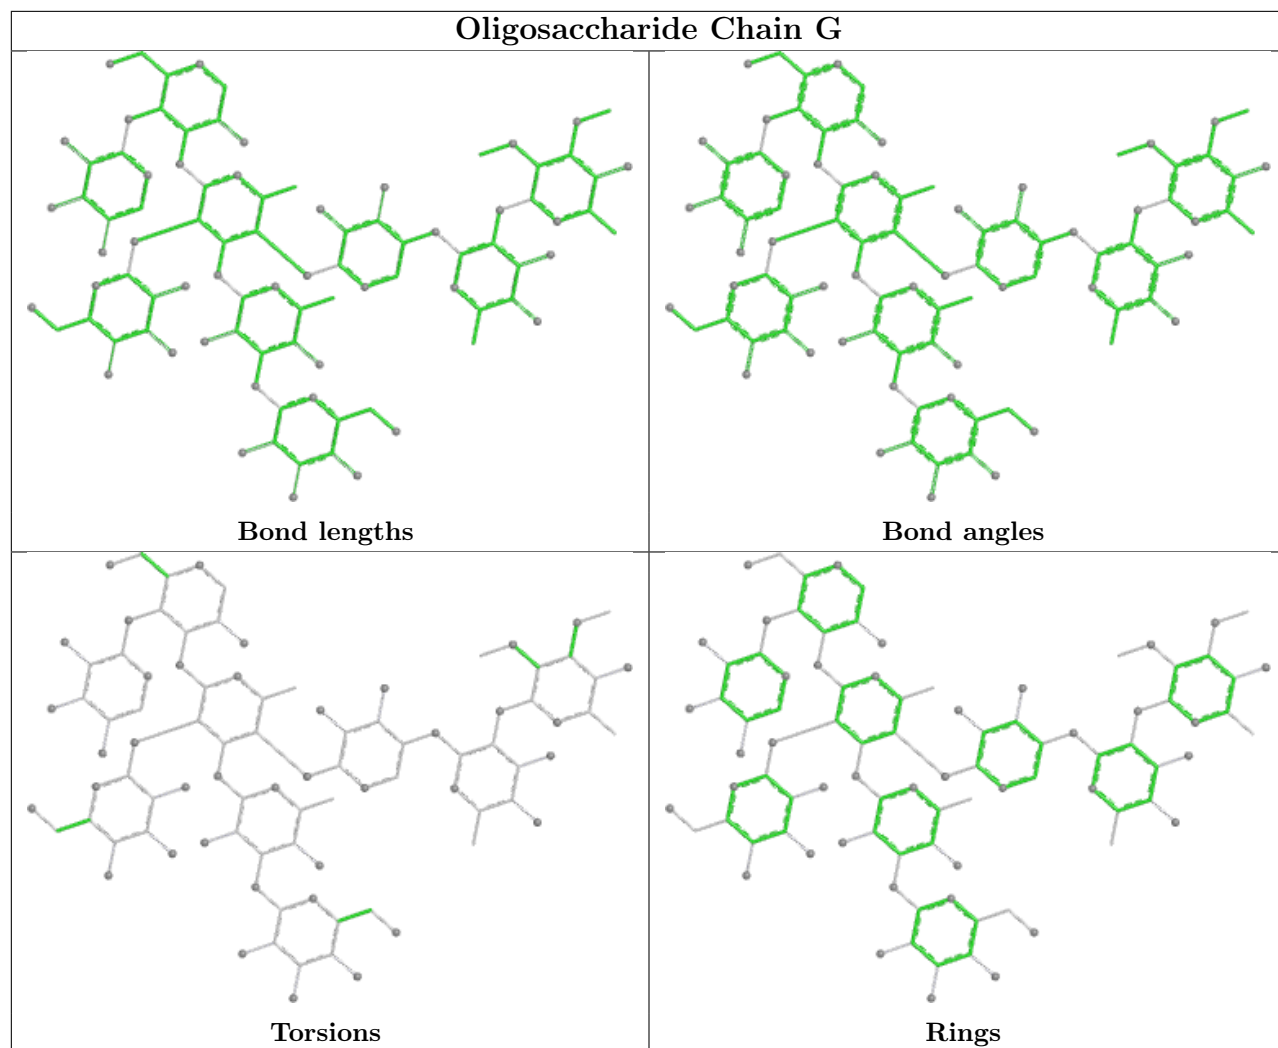 Oligosaccharide Chain G
Bond lengths
Bond angles
Torsions
Rings